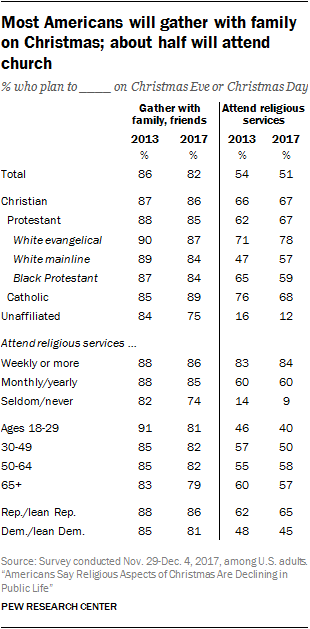 Most Americans will gather with family
on Christmas; about half will attend
church
% who plan to _____ on Christmas Eve or Christmas Day
Gather with family, friends Attend religious services
2013 2017 2013 2017
% % % %
Total 86 82 54 51
Christian 87 86 66 67
Protestant 88 85 62 67
White evangelical 90 87 71 78
White mainline 89 84 47 57
Black Protestant 87 84 65 59
Catholic 85 89 76 68
Unaffiliated 84 75 16 12
Attend religious services ...
Weekly or more 88 86 83 84
Monthly/yearly 88 85 60 60
Seldom/never 82 74 14 9
Ages 18-29 91 81 46 40
30-49 85 82 57 50
50-64 85 82 55 58
65+ 83 79 60 57
Rep./lean Rep. 88 86 62 65
Dem./lean Dem. 85 81 48 45
Source: Survey conducted Nov. 29-Dec. 4, 2017, among U.S. adults.
"Americans Say Religious Aspects of Christmas Are Declining in
Public Life"
PEW RESEARCH CENTER